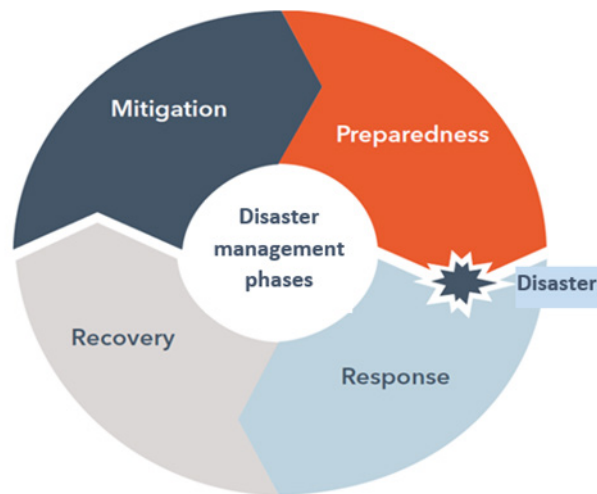 Mitigation
Preparedness
Disaster
management
phases
Disaster
Recovery
Response